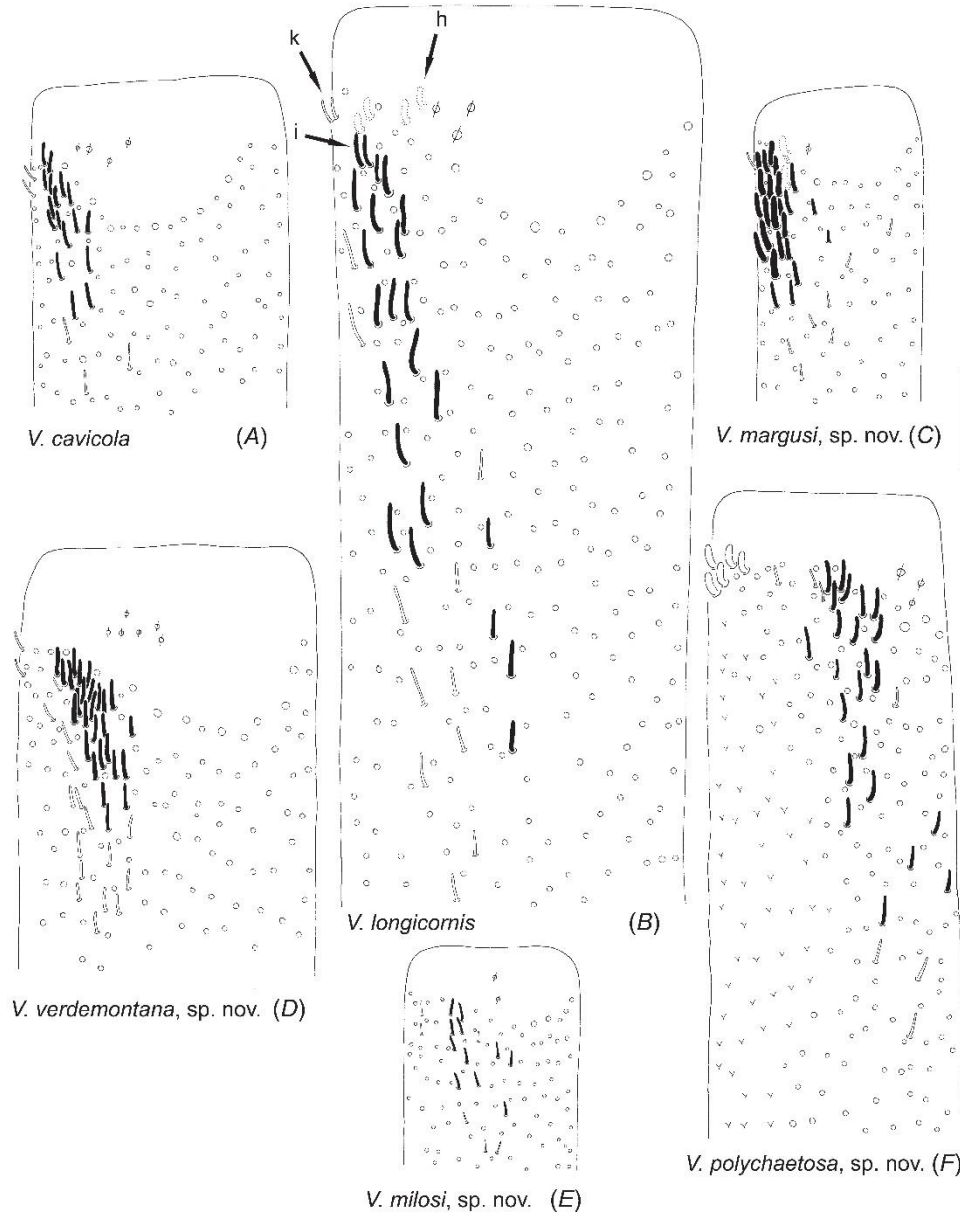 k
h
i
V. cavicola (A)
V. margusi, sp. nov. (C)
V. longicornis (B)
V. verdemontana, sp. nov. (D)
V. polychaetosa, sp. nov. (F)
V. milosi, sp. nov. (E)